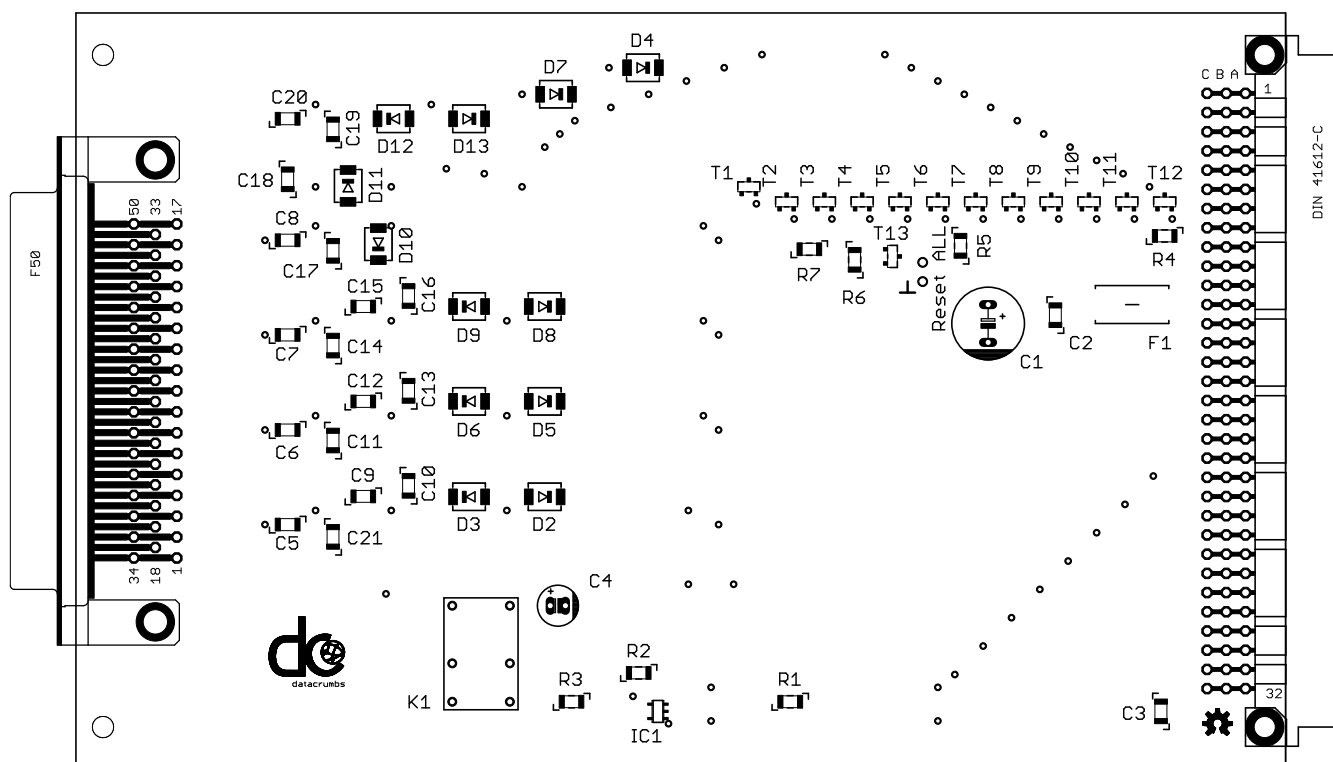 D4
D7
C B A
1
C20
C19
D12
D13
DIN 41612-C
C18
D11
T1
T2
T3
T4
T5
T6
T7
T8
T9
T10
T11
T12
50
33
17
C8
D10
C17
F50
T13
Reset ALL
R5
R7
R6
R4
C15
C16
D9
D8
+
C1
C2
F1
C7
C14
C12
C13
D6
D5
C6
C11
C9
C10
D3
D2
C5
C21
34
18
1
C4
+
datacrumbs
dc
K1
R2
R3
R1
IC1
C3
32